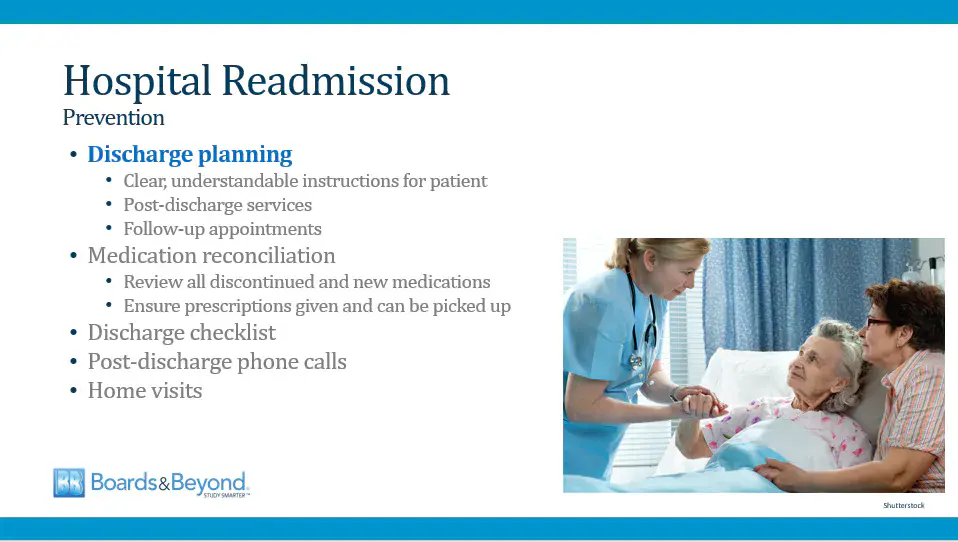 Hospital Readmission
Prevention
• Discharge planning
• Clear, understandable instructions for patient
• Post-discharge services
• Follow-up appointments
• Medication reconciliation
• Review all discontinued and new medications
• Ensure prescriptions given and can be picked up
• Discharge checklist
• Post-discharge phone calls
• Home visits
BB Boards&Beyond®
STUDY SMARTER™
Shutterstock